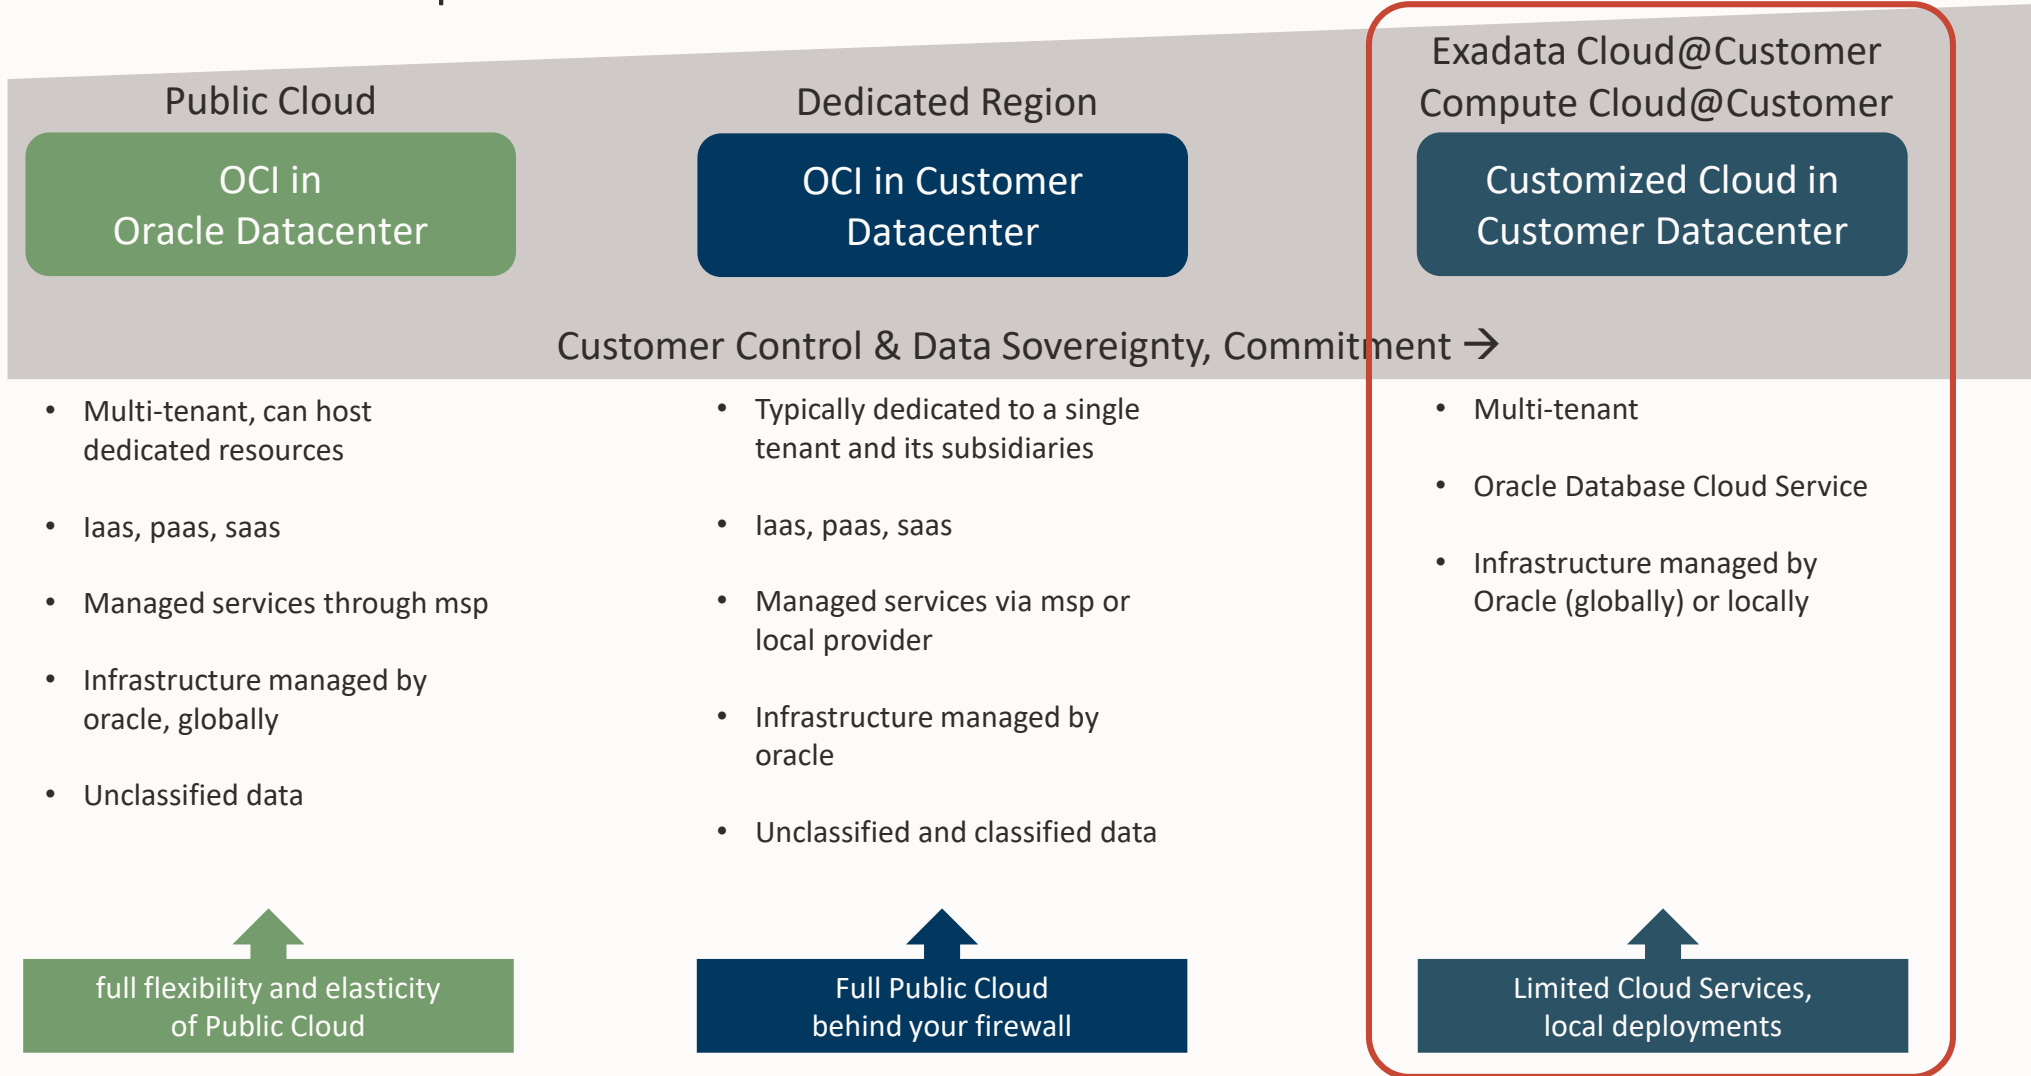 Public Cloud
OCI in
Oracle Datacenter
Dedicated Region
OCI in Customer
Datacenter
Exadata Cloud@Customer
Compute Cloud@Customer
Customized Cloud in
Customer Datacenter
Customer Control & Data Sovereignty, Commitment →
• Multi-tenant, can host
dedicated resources
• Iaas, paas, saas
• Managed services through msp
• Infrastructure managed by
oracle, globally
• Unclassified data
• Typically dedicated to a single
tenant and its subsidiaries
• Iaas, paas, saas
• Managed services via msp or
local provider
• Infrastructure managed by
oracle
• Unclassified and classified data
• Multi-tenant
• Oracle Database Cloud Service
• Infrastructure managed by
Oracle (globally) or locally
full flexibility and elasticity
of Public Cloud
Full Public Cloud
behind your firewall
Limited Cloud Services,
local deployments